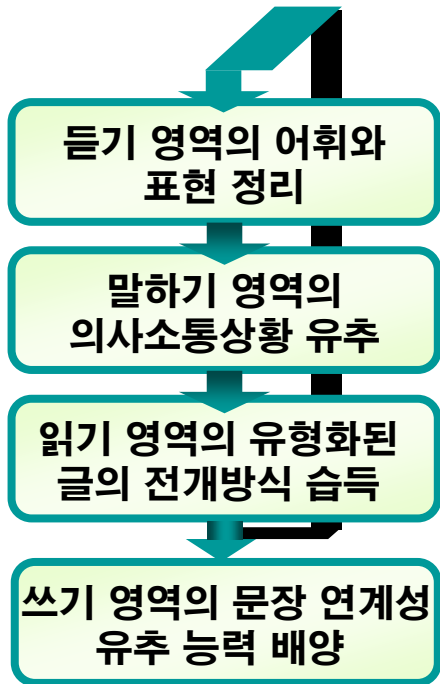 듣기 영역의 어휘와
표현 정리
말하기 영역의
의사소통상황 유추
읽기 영역의 유형화된
글의 전개방식 습득
쓰기 영역의 문장 연계성
유추 능력 배양